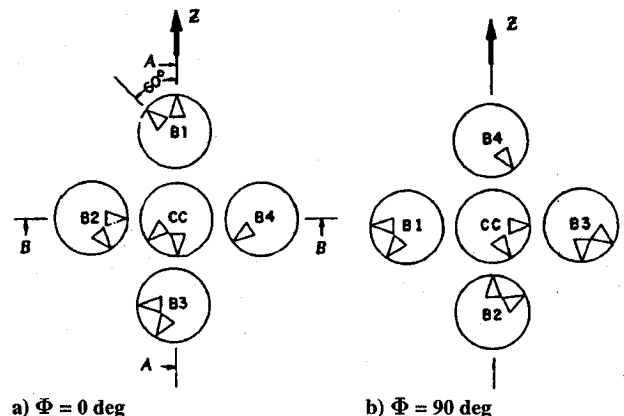 Z
A
60°
B1
B2
CC
B4
B
B
B3
A
a) Φ = 0 deg
Z
B4
B1
CC
B3
B2
b) Φ = 90 deg